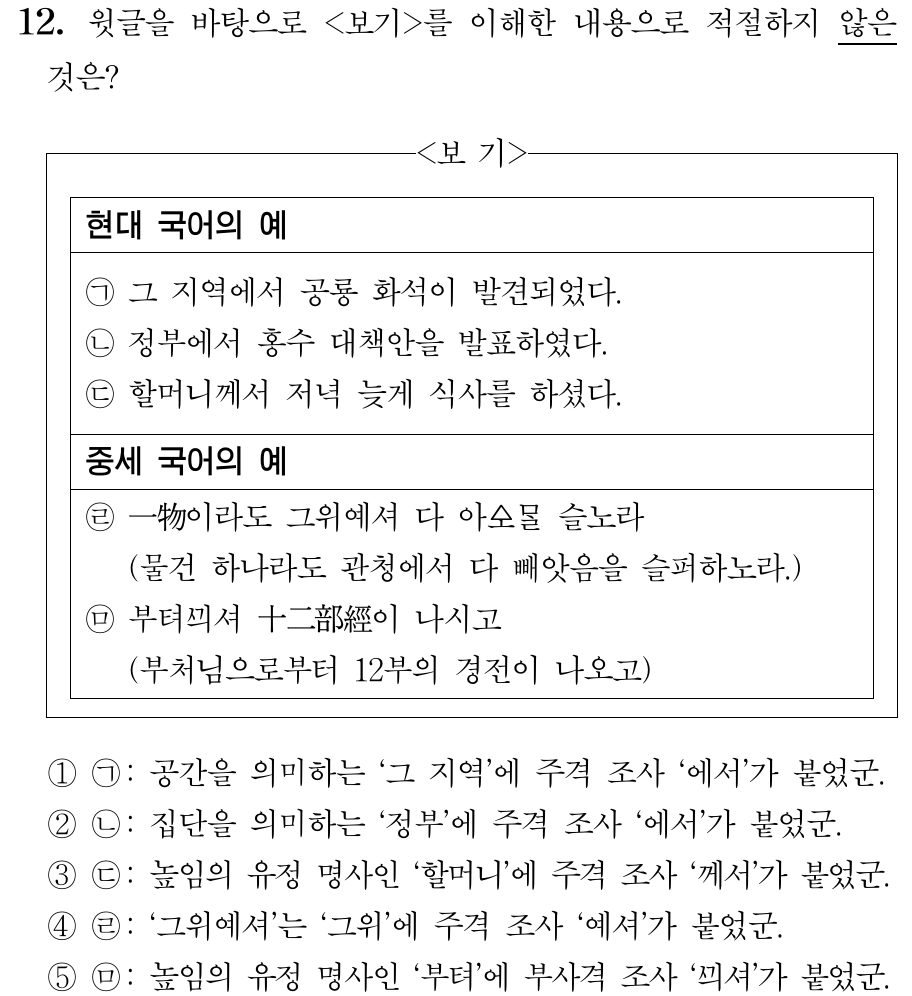 12. 윗글을 바탕으로 <보기>를 이해한 내용으로 적절하지 않은
것은?
<보 기>
현대 국어의 예
㉠ 그 지역에서 공룡 화석이 발견되었다.
㉡ 정부에서 홍수 대책안을 발표하였다.
㉢ 할머니께서 저녁 늦게 식사를 하셨다.
중세 국어의 예
㉣ 一物이라도 그위예셔 다 아ᅀᅩᄆᆞᆯ 슬노라
(물건 하나라도 관청에서 다 빼앗음을 슬퍼하노라.)
㉤ 부텨ᄭᅴ셔 十二部經이 나시고
(부처님으로부터 12부의 경전이 나오고)
① ㉠: 공간을 의미하는 ‘그 지역’에 주격 조사 ‘에서’가 붙었군.
② ㉡: 집단을 의미하는 ‘정부’에 주격 조사 ‘에서’가 붙었군.
③ ㉢: 높임의 유정 명사인 ‘할머니’에 주격 조사 ‘께서’가 붙었군.
④ ㉣: ‘그위예셔’는 ‘그위’에 주격 조사 ‘예셔’가 붙었군.
⑤ ㉤: 높임의 유정 명사인 ‘부텨’에 부사격 조사 ‘ᄭᅴ셔’가 붙었군.